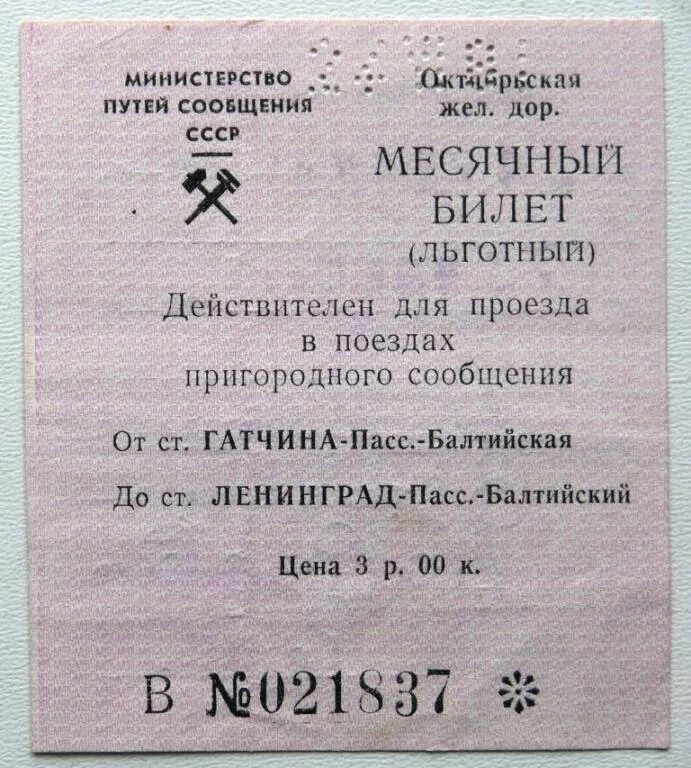 МИНИСТЕРСТВО
ПУТЕЙ СООБЩЕНИЯ
СССР
Октябрьская
жел. дор.
МЕСЯЧНЫЙ
БИЛЕТ
(ЛЬГОТНЫЙ)
Действителен для проезда
в поездах
пригородного сообщения
От ст. ГАТЧИНА-Пасс.-Балтийская
До ст. ЛЕНИНГРАД-Пасс.-Балтийский
Цена 3 р. 00 к.
В №021837 *